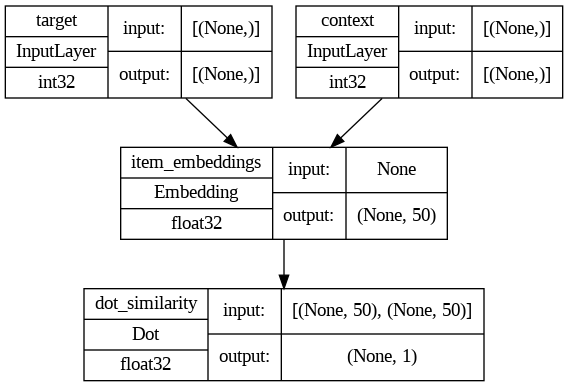 target
InputLayer
int32
input:
[(None,)]
output:
[(None,)]
context
InputLayer
int32
input:
[(None,)]
output:
[(None,)]
item_embeddings
Embedding
float32
input:
None
output:
(None, 50)
dot_similarity
Dot
float32
input:
[(None, 50), (None, 50)]
output:
(None, 1)